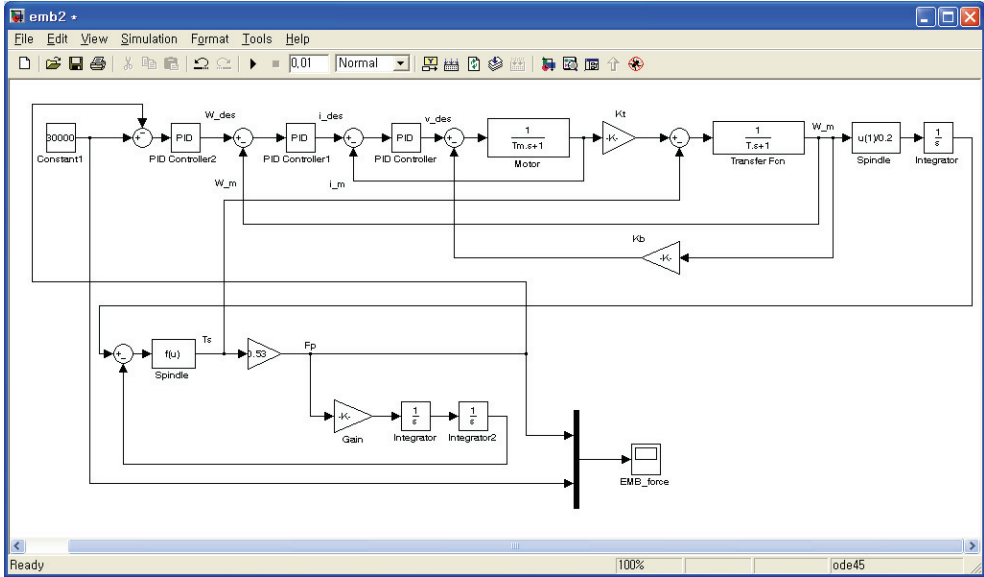 emb2 *
File Edit View Simulation Format Tools Help
0,01 Normal
W_des i_des v_des Kt W_m
30000 PID PID PID 1 Tm.s+1 -K- 1 T.s+1 u(1)/0.2 1 s
Constant1 PID Controller2 PID Controller1 PID Controller Motor Transfer Fcn Spindle Integrator
W_m i_m
Kb
-K-
Ts Fp
f(u) 0.53
Spindle
-K- 1 s 1 s
Gain Integrator Integrator2
EMB_force
Ready 100% ode45